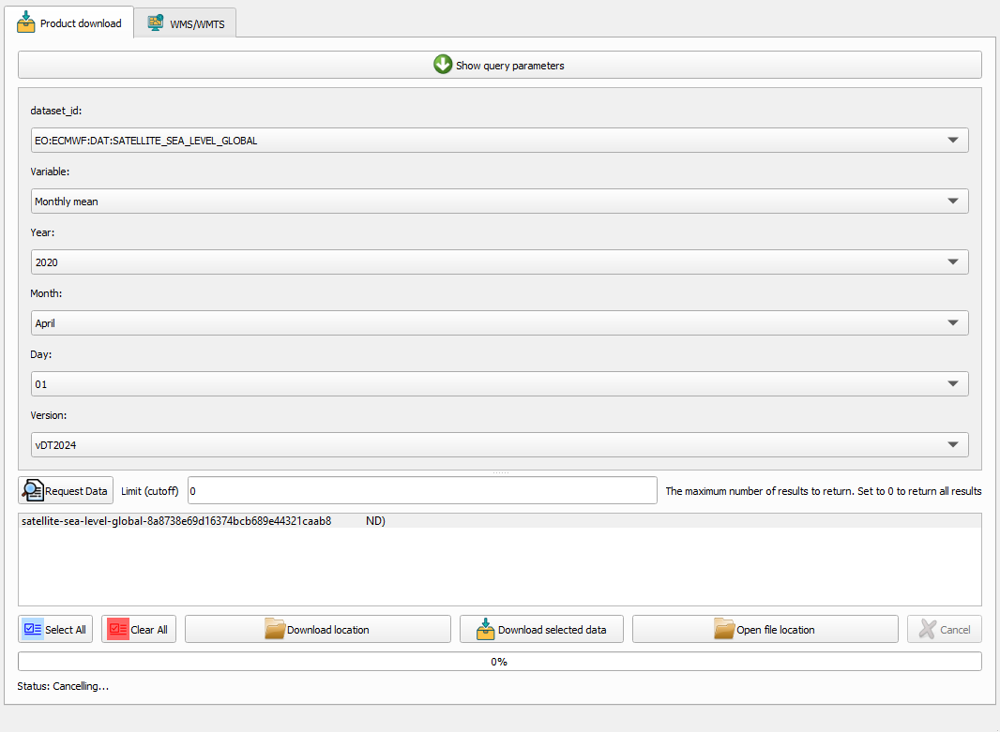 Product download WMS/WMTS
Show query parameters
dataset_id:
EO:ECMWF:DAT:SATELLITE_SEA_LEVEL_GLOBAL
Variable:
Monthly mean
Year:
2020
Month:
April
Day:
01
Version:
vDT2024
Request Data Limit (cutoff) 0 The maximum number of results to return. Set to 0 to return all results
satellite-sea-level-global-8a8738e69d16374bcb689e44321caab8 ND)
Select All Clear All Download location Download selected data Open file location Cancel
0%
Status: Cancelling...